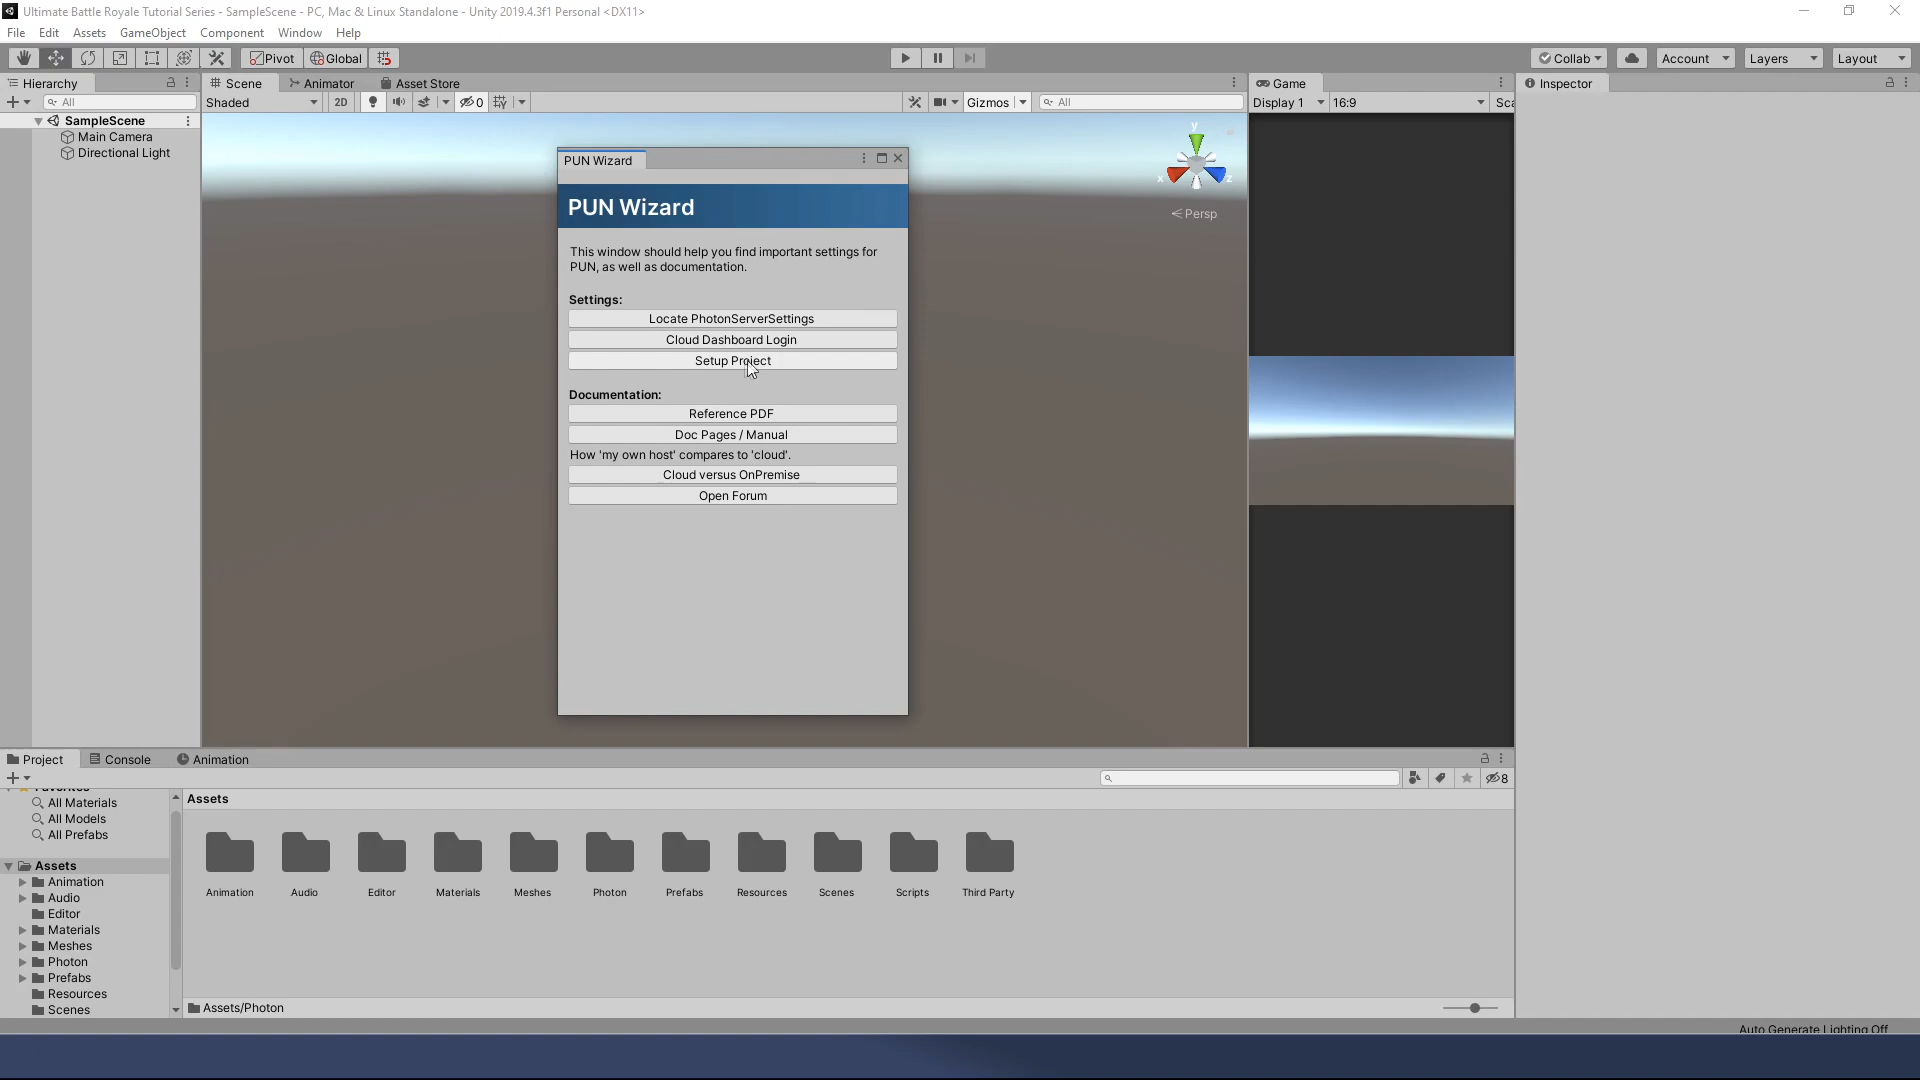 Ultimate Battle Royale Tutorial Series - SampleScene - PC, Mac & Linux Standalone - Unity 2019.4.3f1 Personal <DX11>
File Edit Assets GameObject Component Window Help
Pivot Global Collab Account Layers Layout
Hierarchy Scene Animator Asset Store Game Inspector
All Shaded 2D 0 Gizmos All Display 1 16:9 Sca
SampleScene
Main Camera
Directional Light
y
x z
Persp
PUN Wizard
PUN Wizard
This window should help you find important settings for
PUN, as well as documentation.
Settings:
Locate PhotonServerSettings
Cloud Dashboard Login
Setup Project
Documentation:
Reference PDF
Doc Pages / Manual
How 'my own host' compares to 'cloud'.
Cloud versus OnPremise
Open Forum
Project Console Animation
8
Favorites
All Materials
All Models
All Prefabs
Assets
Animation
Audio
Editor
Materials
Meshes
Photon
Prefabs
Resources
Scenes
Assets
Animation Audio Editor Materials Meshes Photon Prefabs Resources Scenes Scripts Third Party
Assets/Photon
Auto Generate Lighting Off